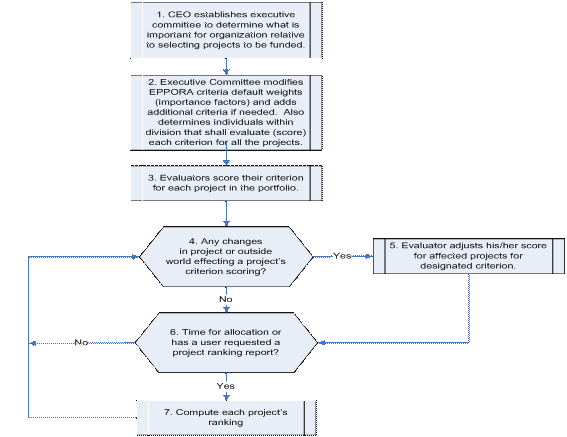 1. CEO establishes executive
committee to determine what is
important for organization relative
to selecting projects to be funded.
2. Executive Committee modifies
EPPORA criteria default weights
(importance factors) and adds
additional criteria if needed. Also
determines individuals within
division that shall evaluate (score)
each criterion for all the projects.
3. Evaluators score their criterion
for each project in the portfolio.
4. Any changes
in project or outside
world effecting a project's
criterion scoring?
Yes
5. Evaluator adjusts his/her score
for affected projects for
designated criterion.
No
6. Time for allocation or
has a user requested a
project ranking report?
No
Yes
7. Compute each project's
ranking